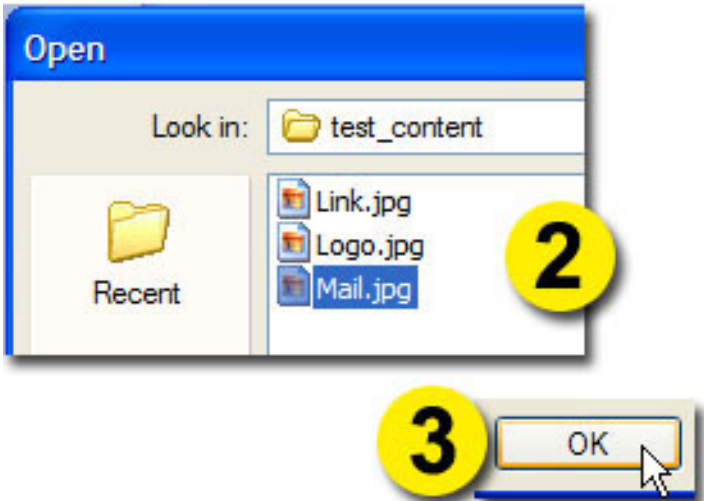 Open
Look in: test_content
Link.jpg
Logo.jpg
Mail.jpg
Recent
2
3
OK